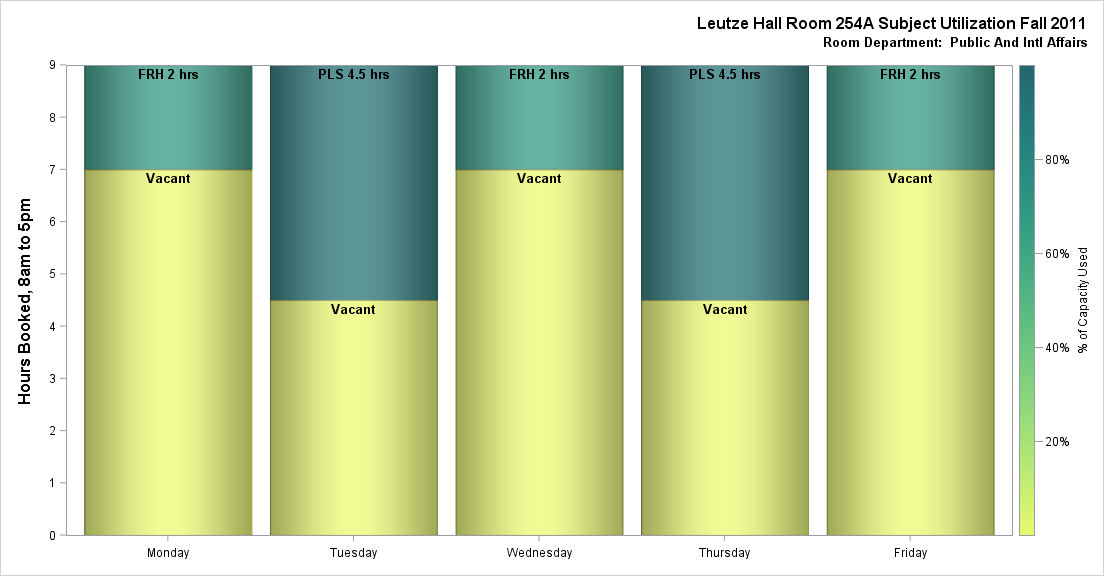 Leutze Hall Room 254A Subject Utilization Fall 2011
Room Department:  Public And Intl Affairs
Hours Booked, 8am to 5pm
9
8
7
6
5
4
3
2
1
0
FRH 2 hrs
PLS 4.5 hrs
FRH 2 hrs
PLS 4.5 hrs
FRH 2 hrs
Vacant
Vacant
Vacant
Vacant
Vacant
Monday
Tuesday
Wednesday
Thursday
Friday
80%
60%
40%
20%
% of Capacity Used